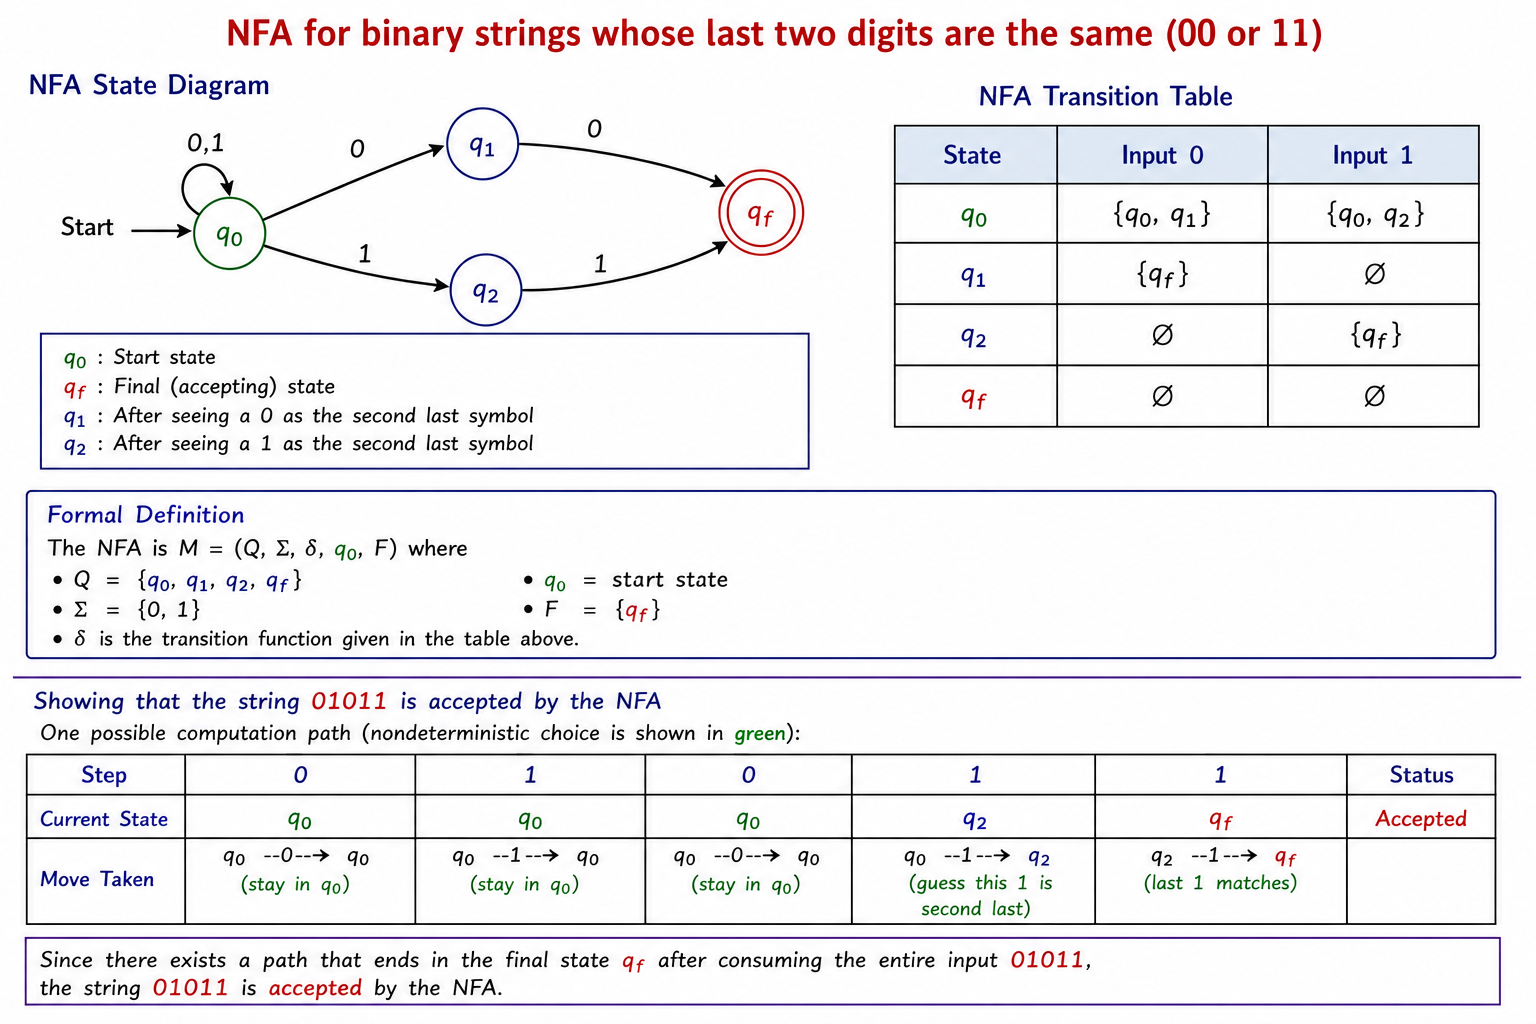 NFA for binary strings whose last two digits are the same (00 or 11)
NFA State Diagram
0,1
Start
q0
0
q1
0
1
q2
1
qf
q0 : Start state
qf : Final (accepting) state
q1 : After seeing a 0 as the second last symbol
q2 : After seeing a 1 as the second last symbol
NFA Transition Table
State Input 0 Input 1
q0 {q0, q1} {q0, q2}
q1 {qf} ∅
q2 ∅ {qf}
qf ∅ ∅
Formal Definition
The NFA is M = (Q, Σ, δ, q0, F) where
• Q = {q0, q1, q2, qf} • q0 = start state
• Σ = {0, 1} • F = {qf}
• δ is the transition function given in the table above.
Showing that the string 01011 is accepted by the NFA
One possible computation path (nondeterministic choice is shown in green):
Step 0 1 0 1 1 Status
Current State q0 q0 q0 q2 qf Accepted
Move Taken
q0 --0--→ q0
(stay in q0)
q0 --1--→ q0
(stay in q0)
q0 --0--→ q0
(stay in q0)
q0 --1--→ q2
(guess this 1 is
second last)
q2 --1--→ qf
(last 1 matches)
Since there exists a path that ends in the final state qf after consuming the entire input 01011,
the string 01011 is accepted by the NFA.